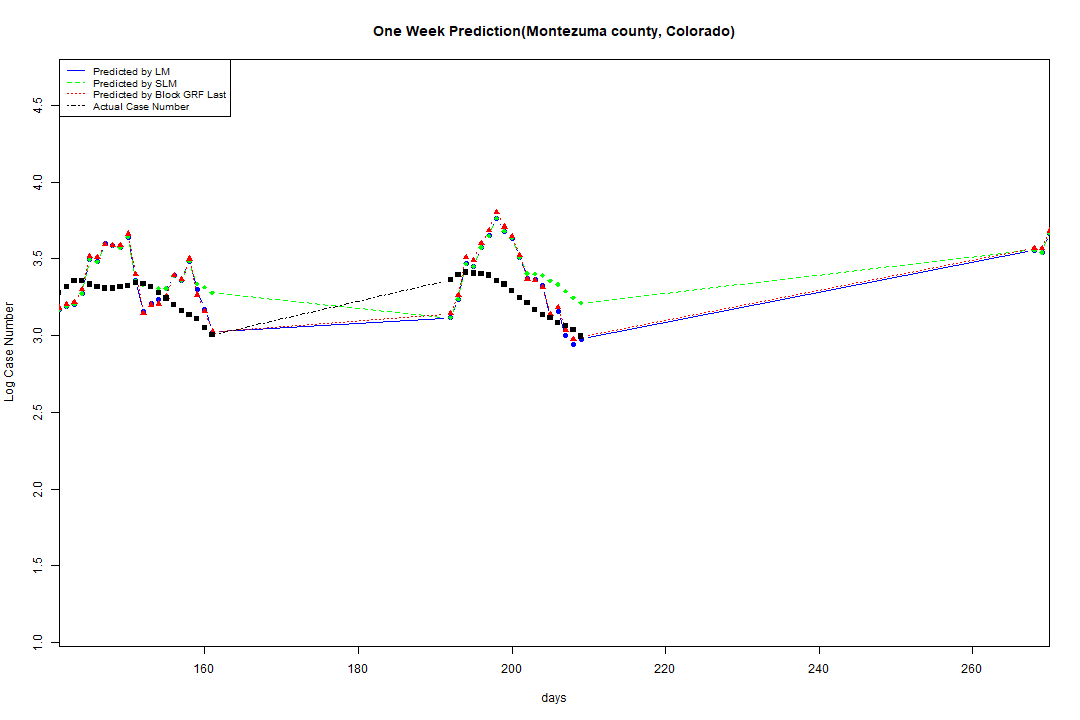 One Week Prediction(Montezuma county, Colorado)
Predicted by LM
Predicted by SLM
Predicted by Block GRF Last
Actual Case Number
4.5
4.0
3.5
3.0
2.5
2.0
1.5
1.0
Log Case Number
160 180 200 220 240 260
days